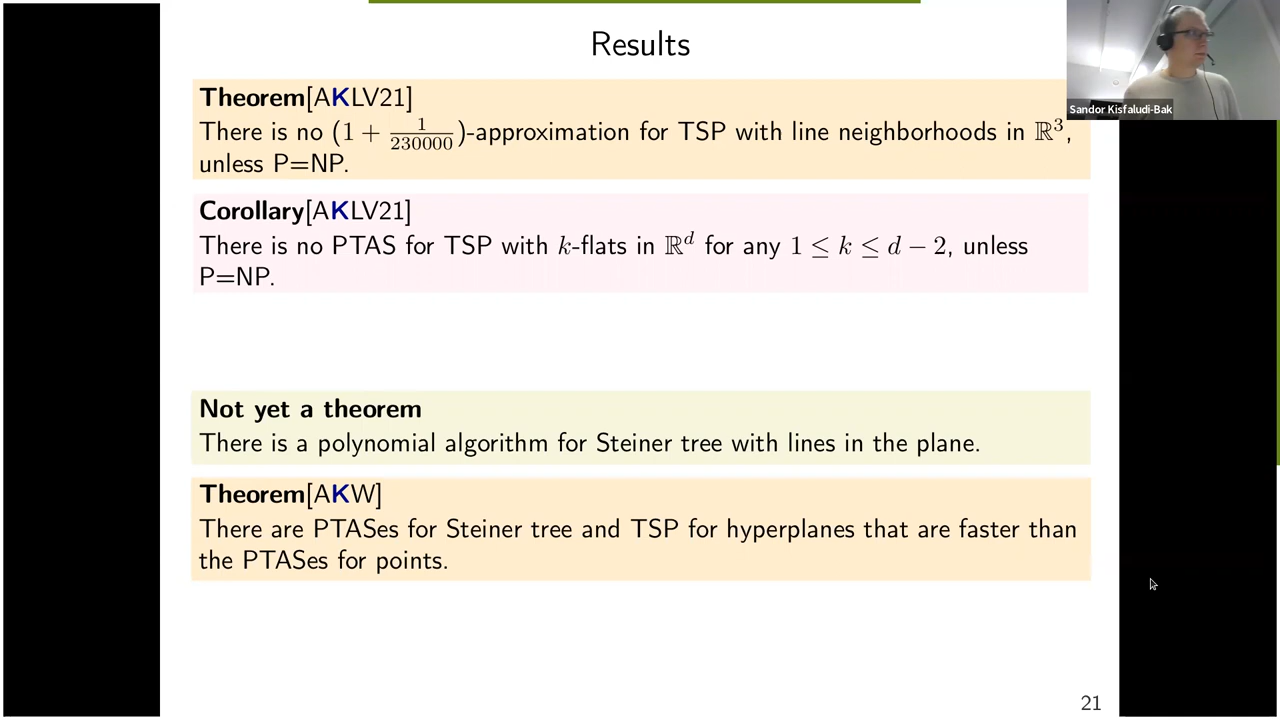 Results
Theorem[AKLV21]
There is no (1 + 1/230000)-approximation for TSP with line neighborhoods in ℝ³,
unless P=NP.
Corollary[AKLV21]
There is no PTAS for TSP with k-flats in ℝᵈ for any 1 ≤ k ≤ d − 2, unless
P=NP.
Not yet a theorem
There is a polynomial algorithm for Steiner tree with lines in the plane.
Theorem[AKW]
There are PTASes for Steiner tree and TSP for hyperplanes that are faster than
the PTASes for points.
21
Sandor Kisfaludi-Bak